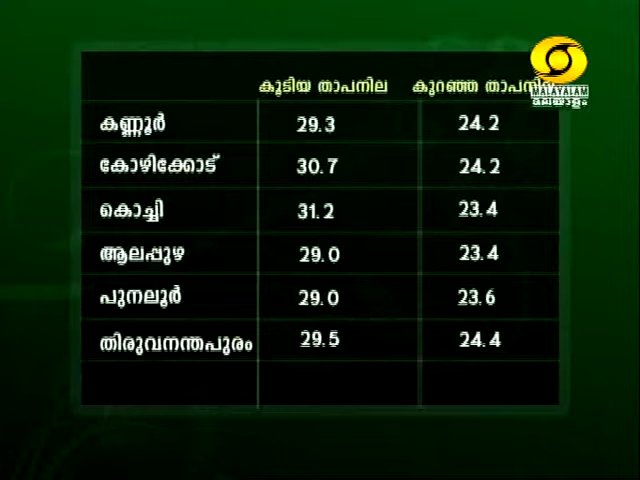 കൂടിയ താപനില കുറഞ്ഞ
MALAYALAM
മലയാളം
കണ്ണൂർ 29.3 24.2
കോഴിക്കോട് 30.7 24.2
കൊച്ചി 31.2 23.4
ആലപ്പുഴ 29.0 23.4
പുനലൂർ 29.0 23.6
തിരുവനന്തപുരം 29.5 24.4